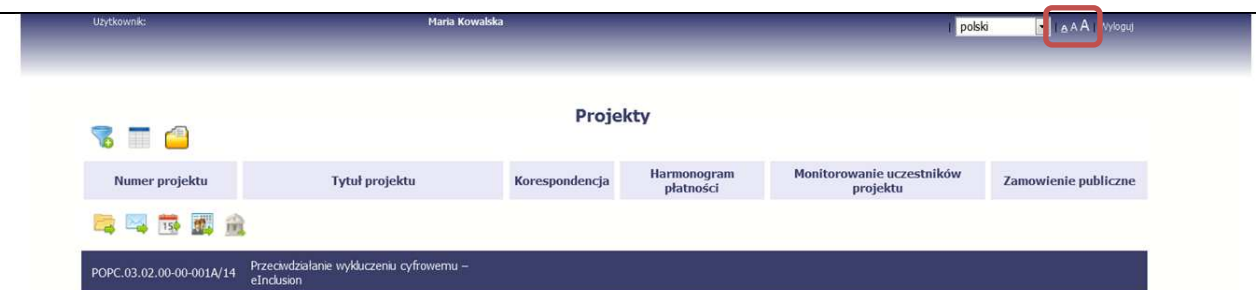 Użytkownik: Maria Kowalska | polski | A A A | Wyloguj
Projekty
Numer projektu Tytuł projektu Korespondencja Harmonogram płatności Monitorowanie uczestników projektu Zamowienie publiczne
15
POPC.03.02.00-00-001A/14 Przeciwdziałanie wykluczeniu cyfrowemu –
eInclusion